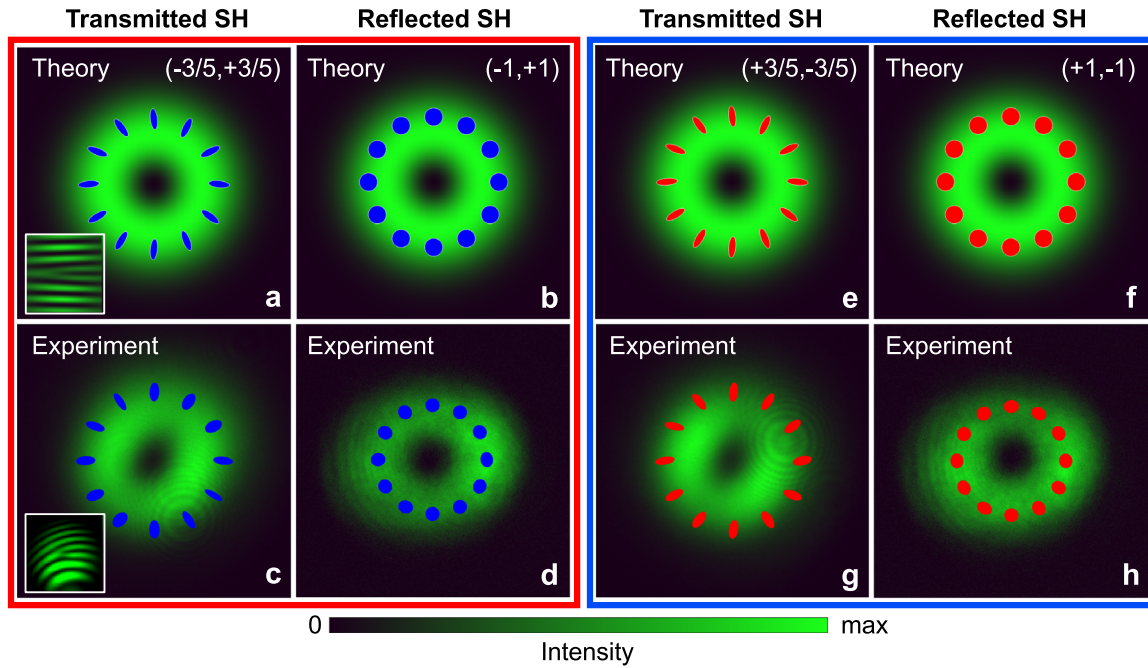 Transmitted SH Reflected SH Transmitted SH Reflected SH
Theory (-3/5,+3/5) Theory (-1,+1) Theory (+3/5,-3/5) Theory (+1,-1)
a b e f
Experiment Experiment Experiment Experiment
c d g h
0 max
Intensity